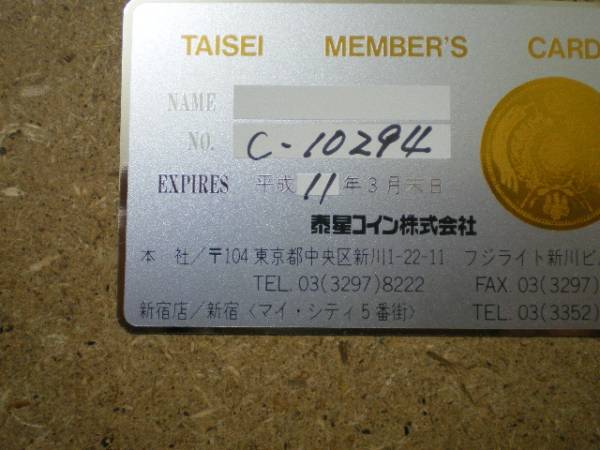 TAISEI MEMBER'S CARD
NAME
NO. C-10294
EXPIRES 平成 11 年 3 月末日
泰星コイン株式会社
本 社／〒104 東京都中央区新川1-22-11 フジライト新川ビ
TEL. 03(3297)8222 FAX. 03(3297)
新宿店／新宿〈マイ・シティ5番街〉 TEL. 03(3352)